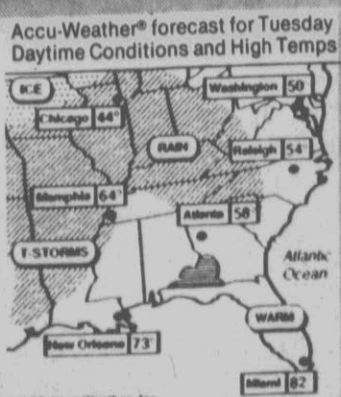 Accu-Weather® forecast for Tuesday
Daytime Conditions and High Temps
ICE
Washington 50
Chicago 44°
RAIN
Raleigh 54°
Memphis 64°
Atlanta 58°
T-STORMS
Atlantic
Ocean
WARM
New Orleans 73°
Miami 82